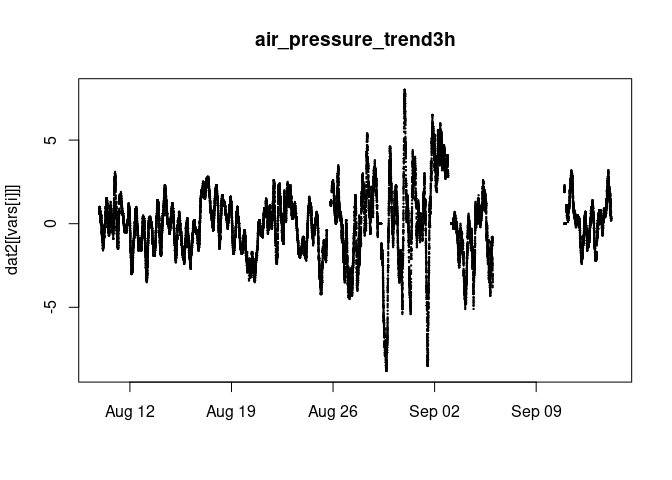 air_pressure_trend3h
dat2[[vars[i]]]
5
0
-5
Aug 12 Aug 19 Aug 26 Sep 02 Sep 09